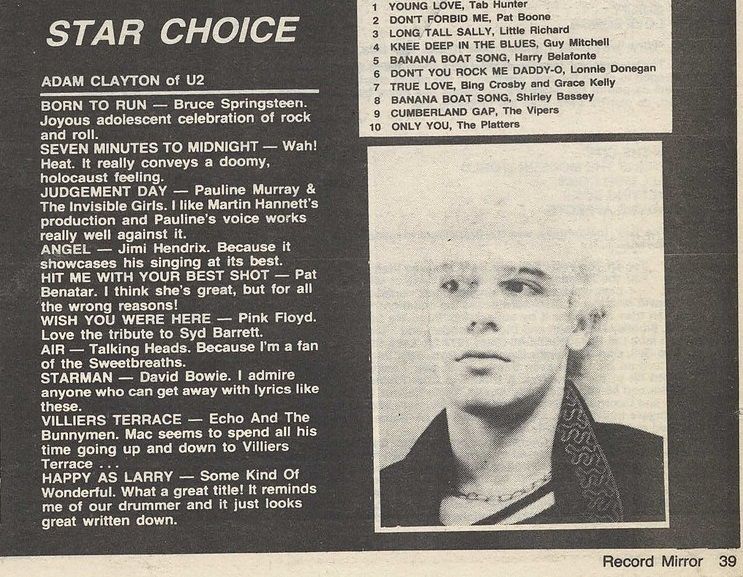 STAR CHOICE
ADAM CLAYTON of U2
BORN TO RUN — Bruce Springsteen.
Joyous adolescent celebration of rock
and roll.
SEVEN MINUTES TO MIDNIGHT — Wah!
Heat. It really conveys a doomy,
holocaust feeling.
JUDGEMENT DAY — Pauline Murray &
The Invisible Girls. I like Martin Hannett's
production and Pauline's voice works
really well against it.
ANGEL — Jimi Hendrix. Because it
showcases his singing at its best.
HIT ME WITH YOUR BEST SHOT — Pat
Benatar. I think she's great, but for all
the wrong reasons!
WISH YOU WERE HERE — Pink Floyd.
Love the tribute to Syd Barrett.
AIR — Talking Heads. Because I'm a fan
of the Sweetbreaths.
STARMAN — David Bowie. I admire
anyone who can get away with lyrics like
these.
VILLIERS TERRACE — Echo And The
Bunnymen. Mac seems to spend all his
time going up and down to Villiers
Terrace ...
HAPPY AS LARRY — Some Kind Of
Wonderful. What a great title! It reminds
me of our drummer and it just looks
great written down.
1 YOUNG LOVE, Tab Hunter
2 DON'T FORBID ME, Pat Boone
3 LONG TALL SALLY, Little Richard
4 KNEE DEEP IN THE BLUES, Guy Mitchell
5 BANANA BOAT SONG, Harry Belafonte
6 DON'T YOU ROCK ME DADDY-O, Lonnie Donegan
7 TRUE LOVE, Bing Crosby and Grace Kelly
8 BANANA BOAT SONG, Shirley Bassey
9 CUMBERLAND GAP, The Vipers
10 ONLY YOU, The Platters
Record Mirror 39